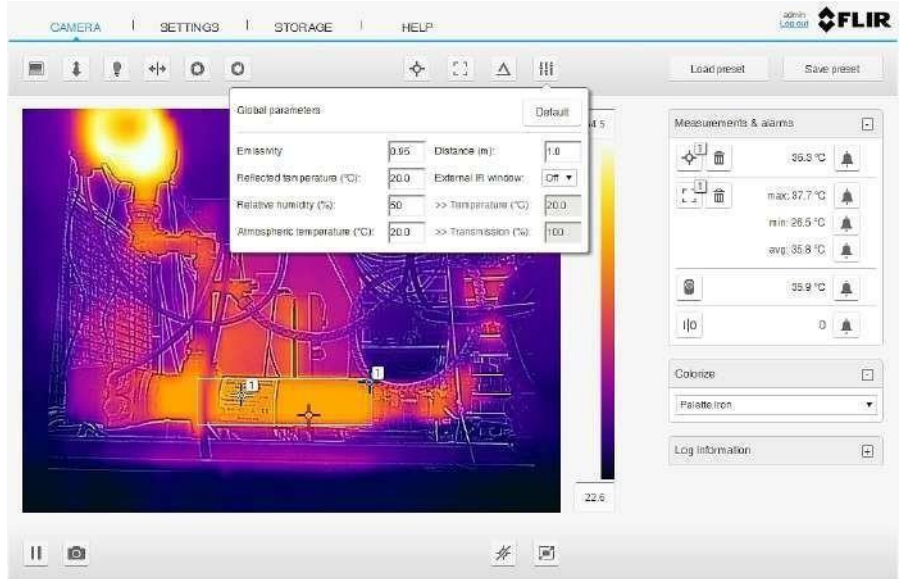 CAMERA SETTINGS STORAGE HELP
admin
Log out
FLIR
Load preset Save preset
Global parameters Default
Emissivity 0.95 Distance (m): 1.0
Reflected temperature (°C): 20.0 External IR window: Off
Relative humidity (%): 50 >> Temperature (°C) 20.0
Atmospheric temperature (°C): 20.0 >> Transmission (%) 100
Measurements & alarms
1 36.3 °C
1 max: 37.7 °C
min: 26.5 °C
avg: 35.8 °C
35.9 °C
0
Colorize
Palette.iron
Log information
1
1
22.6